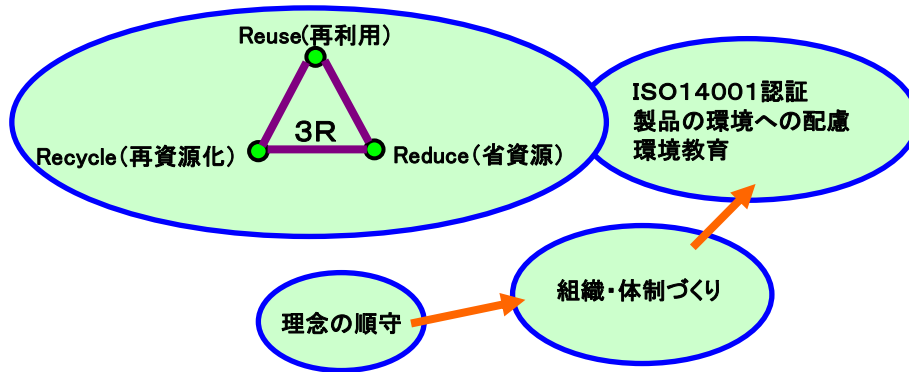 Reuse(再利用)
3R
Recycle(再資源化)
Reduce(省資源)
ISO14001認証
製品の環境への配慮
環境教育
組織・体制づくり
理念の順守